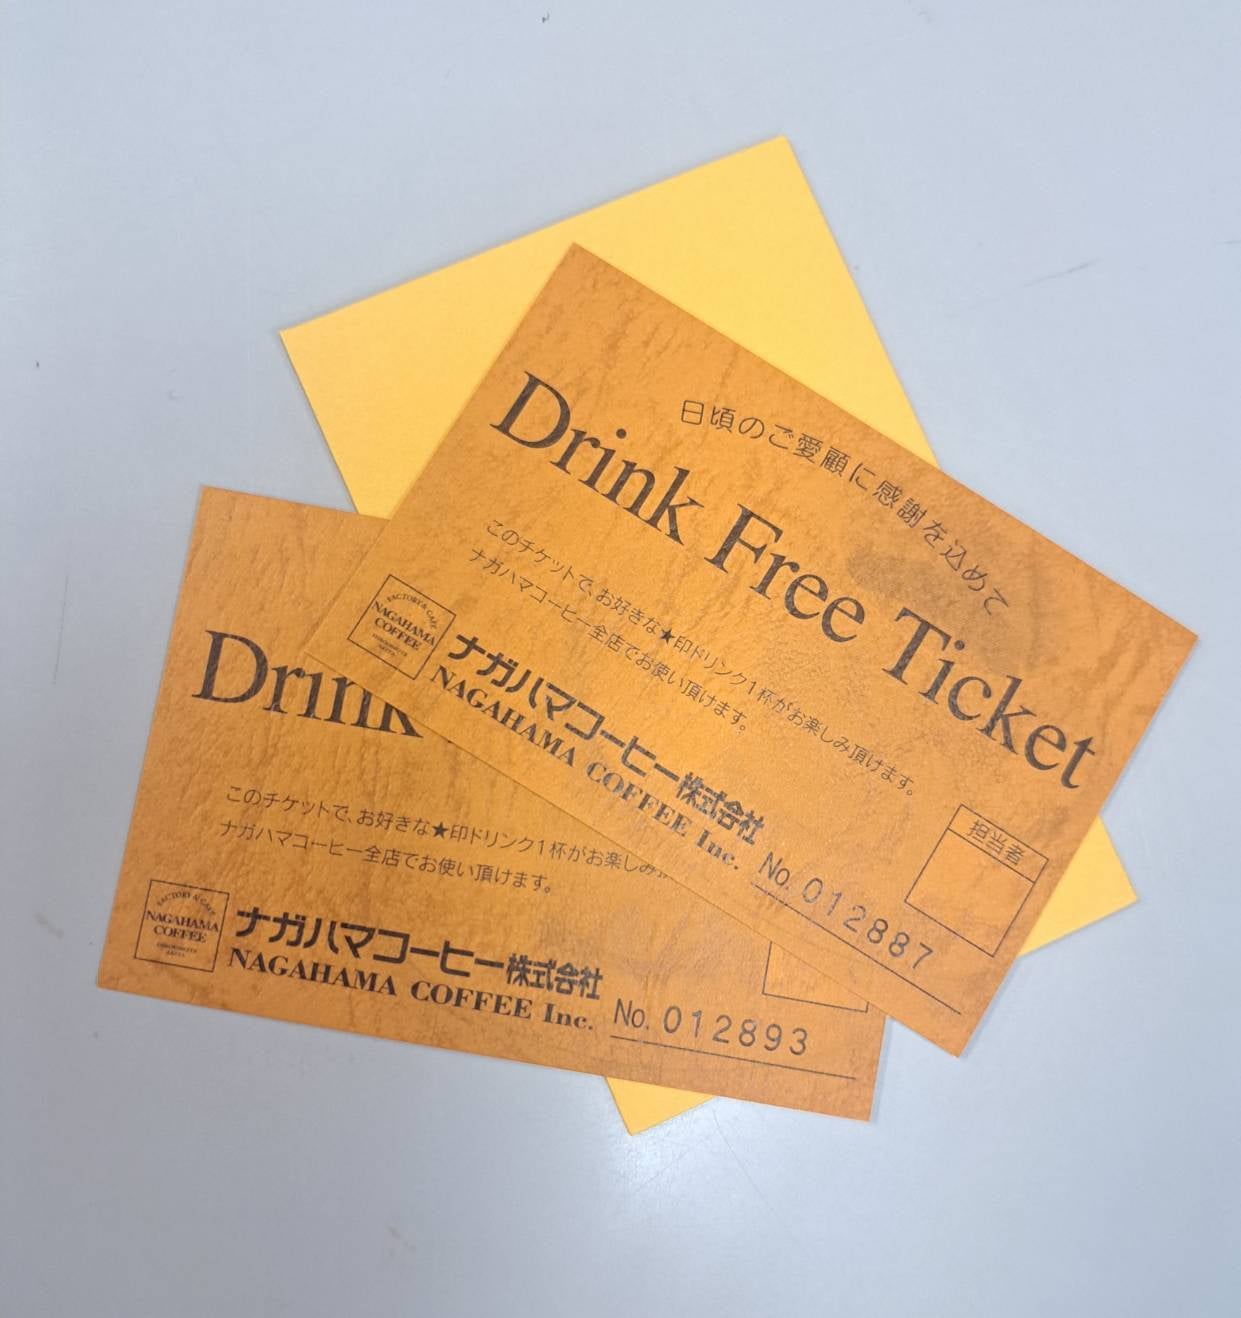 日頃のご愛顧に感謝を込めて
Drink Free Ticket
このチケットで、お好きな★印ドリンク1杯がお楽しみ頂けます。
ナガハマコーヒー全店でお使い頂けます。
FACTORY & CAFE
NAGAHAMA
COFFEE
ナガハマコーヒー株式会社
NAGAHAMA COFFEE Inc.
No. 012887
担当者
Drink
このチケットで、お好きな★印ドリンク1杯がお楽しみ
ナガハマコーヒー全店でお使い頂けます。
FACTORY & CAFE
NAGAHAMA
COFFEE
ナガハマコーヒー株式会社
NAGAHAMA COFFEE Inc.
No. 012893